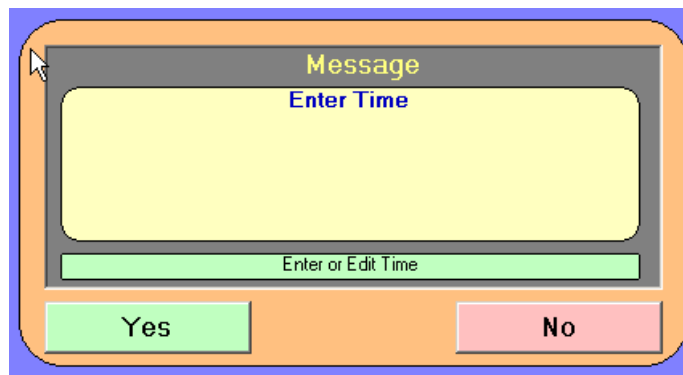 Message
Enter Time
Enter or Edit Time
Yes
No